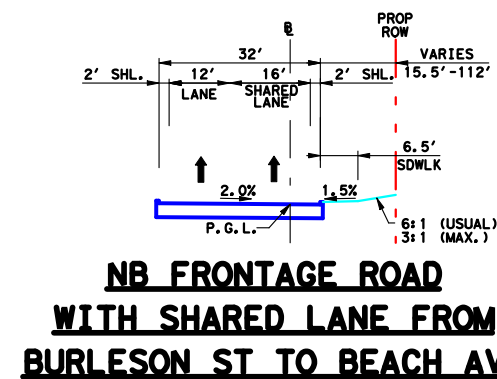 B
PROP
ROW
32'
VARIES
2' SHL.
12'
16'
2' SHL.
15.5'-112'
LANE
SHARED
LANE
6.5'
SDWLK
2.0%
1.5%
P.G.L.
6:1 (USUAL)
3:1 (MAX.)
NB FRONTAGE ROAD
WITH SHARED LANE FROM
BURLESON ST TO BEACH AV